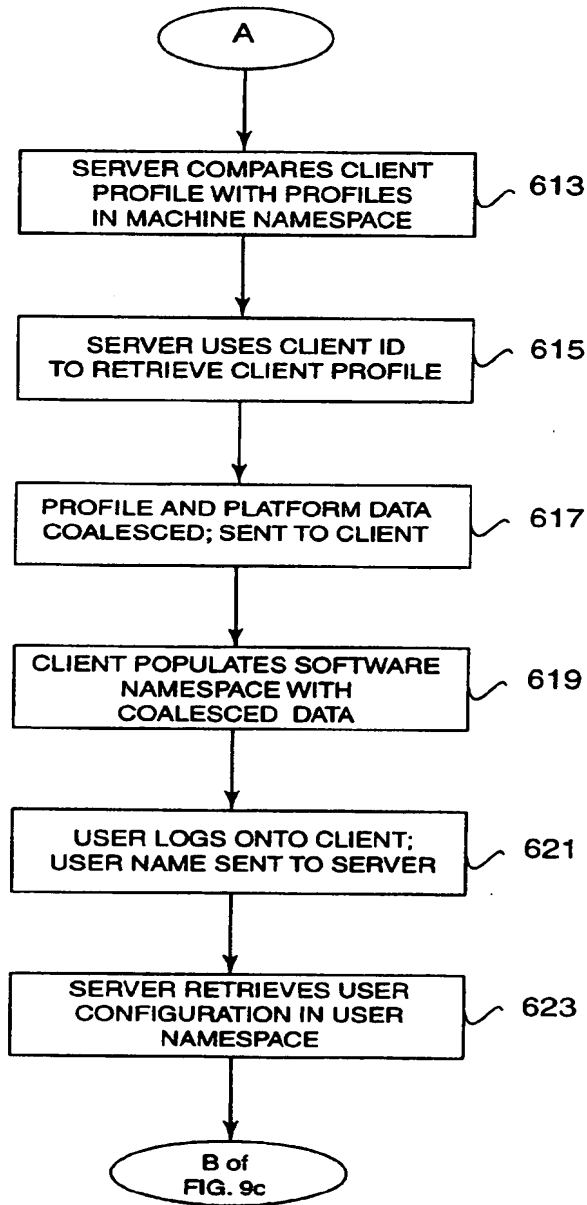 A
SERVER COMPARES CLIENT
PROFILE WITH PROFILES
IN MACHINE NAMESPACE
613
SERVER USES CLIENT ID
TO RETRIEVE CLIENT PROFILE
615
PROFILE AND PLATFORM DATA
COALESCED; SENT TO CLIENT
617
CLIENT POPULATES SOFTWARE
NAMESPACE WITH
COALESCED DATA
619
USER LOGS ONTO CLIENT;
USER NAME SENT TO SERVER
621
SERVER RETRIEVES USER
CONFIGURATION IN USER
NAMESPACE
623
B of
FIG. 9c